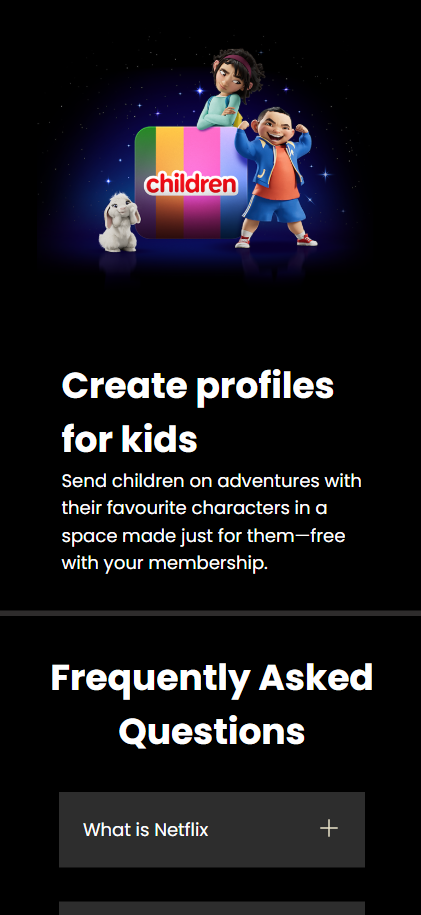 children
Create profiles
for kids
Send children on adventures with
their favourite characters in a
space made just for them—free
with your membership.
Frequently Asked
Questions
What is Netflix